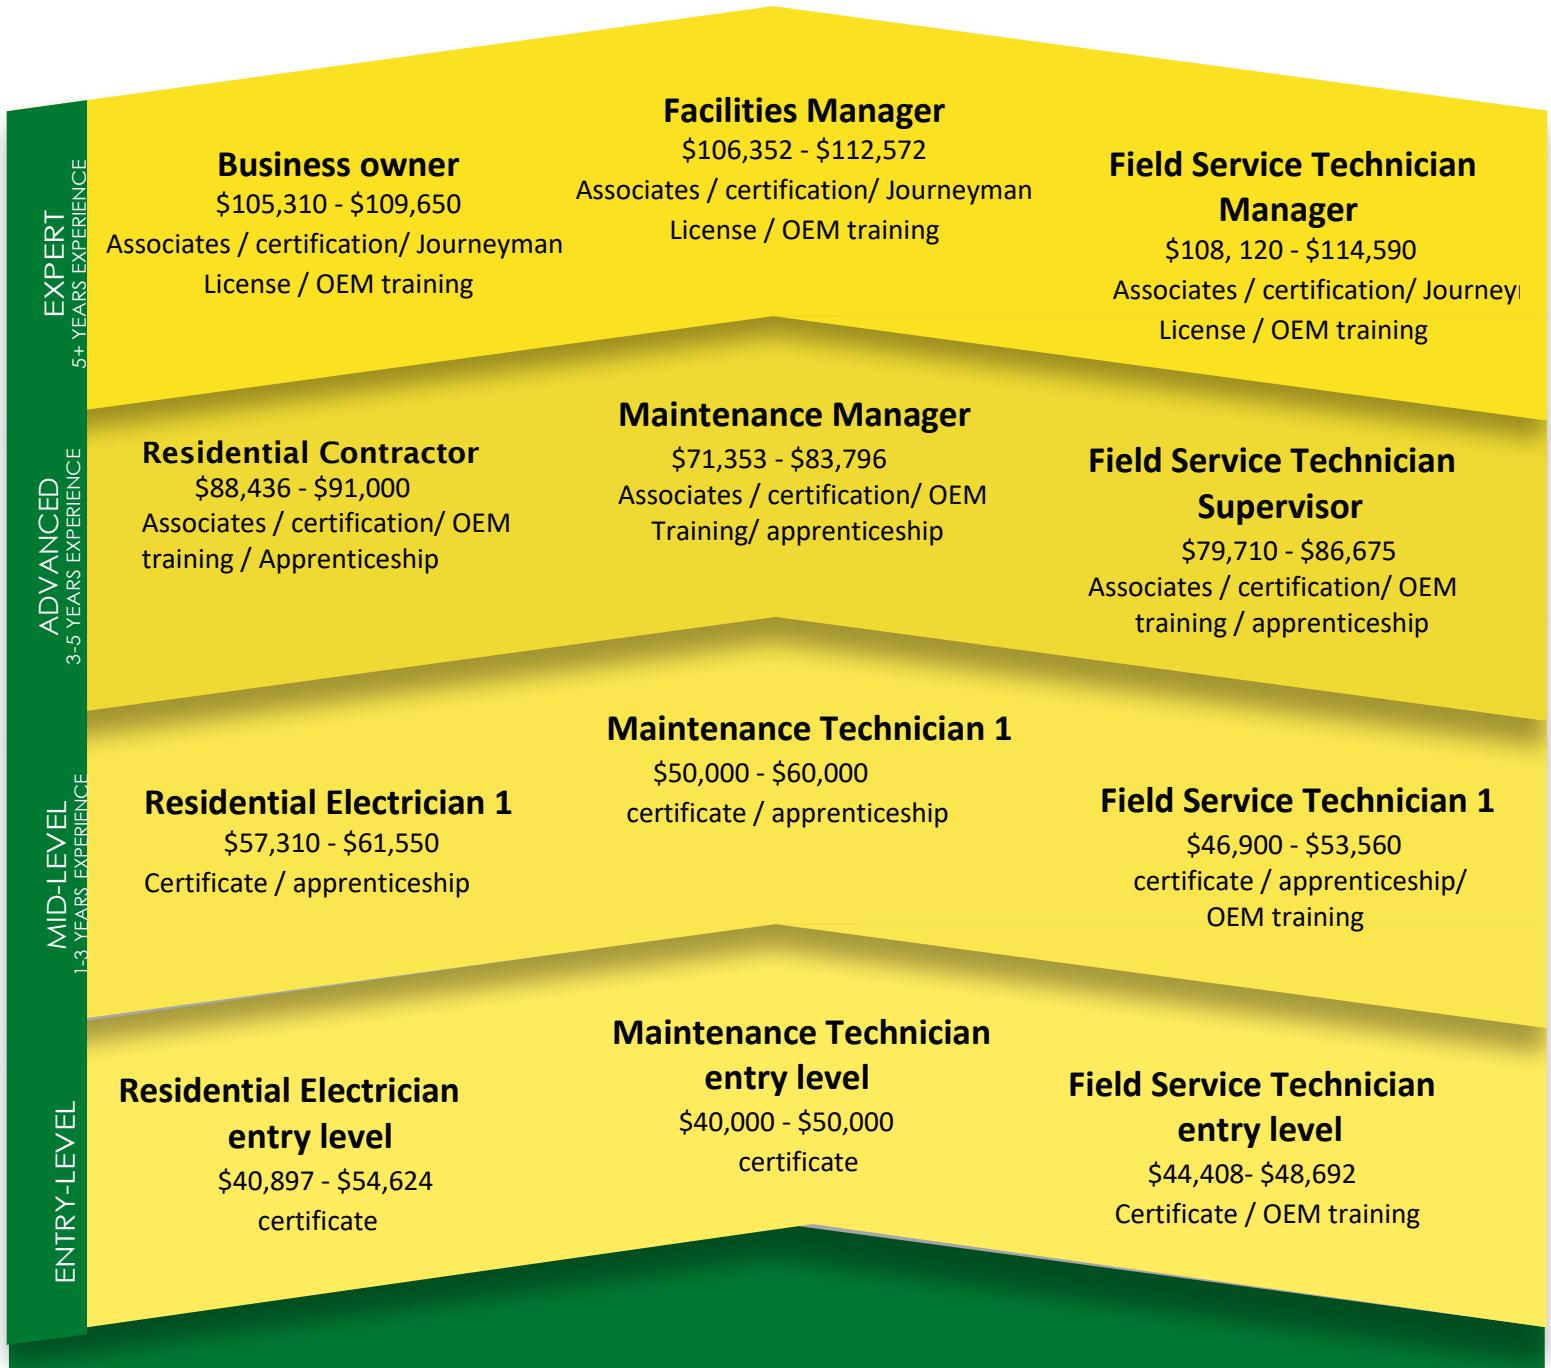 EXPERT
5+ YEARS EXPERIENCE
Business owner
$105,310 - $109,650
Associates / certification/ Journeyman
License / OEM training
Facilities Manager
$106,352 - $112,572
Associates / certification/ Journeyman
License / OEM training
Field Service Technician
Manager
$108, 120 - $114,590
Associates / certification/
License / OEM training
ADVANCED
3-5 YEARS EXPERIENCE
Residential Contractor
$88,436 - $91,000
Associates / certification/ OEM
training / Apprenticeship
Maintenance Manager
$71,353 - $83,796
Associates / certification/ OEM
Training/ apprenticeship
Field Service Technician
Supervisor
$79,710 - $86,675
Associates / certification/ OEM
training / apprenticeship
MID-LEVEL
1-3 YEARS EXPERIENCE
Residential Electrician 1
$57,310 - $61,550
Certificate / apprenticeship
Maintenance Technician 1
$50,000 - $60,000
certificate / apprenticeship
Field Service Technician 1
$46,900 - $53,560
certificate / apprenticeship/
OEM training
ENTRY-LEVEL
Residential Electrician
entry level
$40,897 - $54,624
certificate
Maintenance Technician
entry level
$40,000 - $50,000
certificate
Field Service Technician
entry level
$44,408- $48,692
Certificate / OEM training